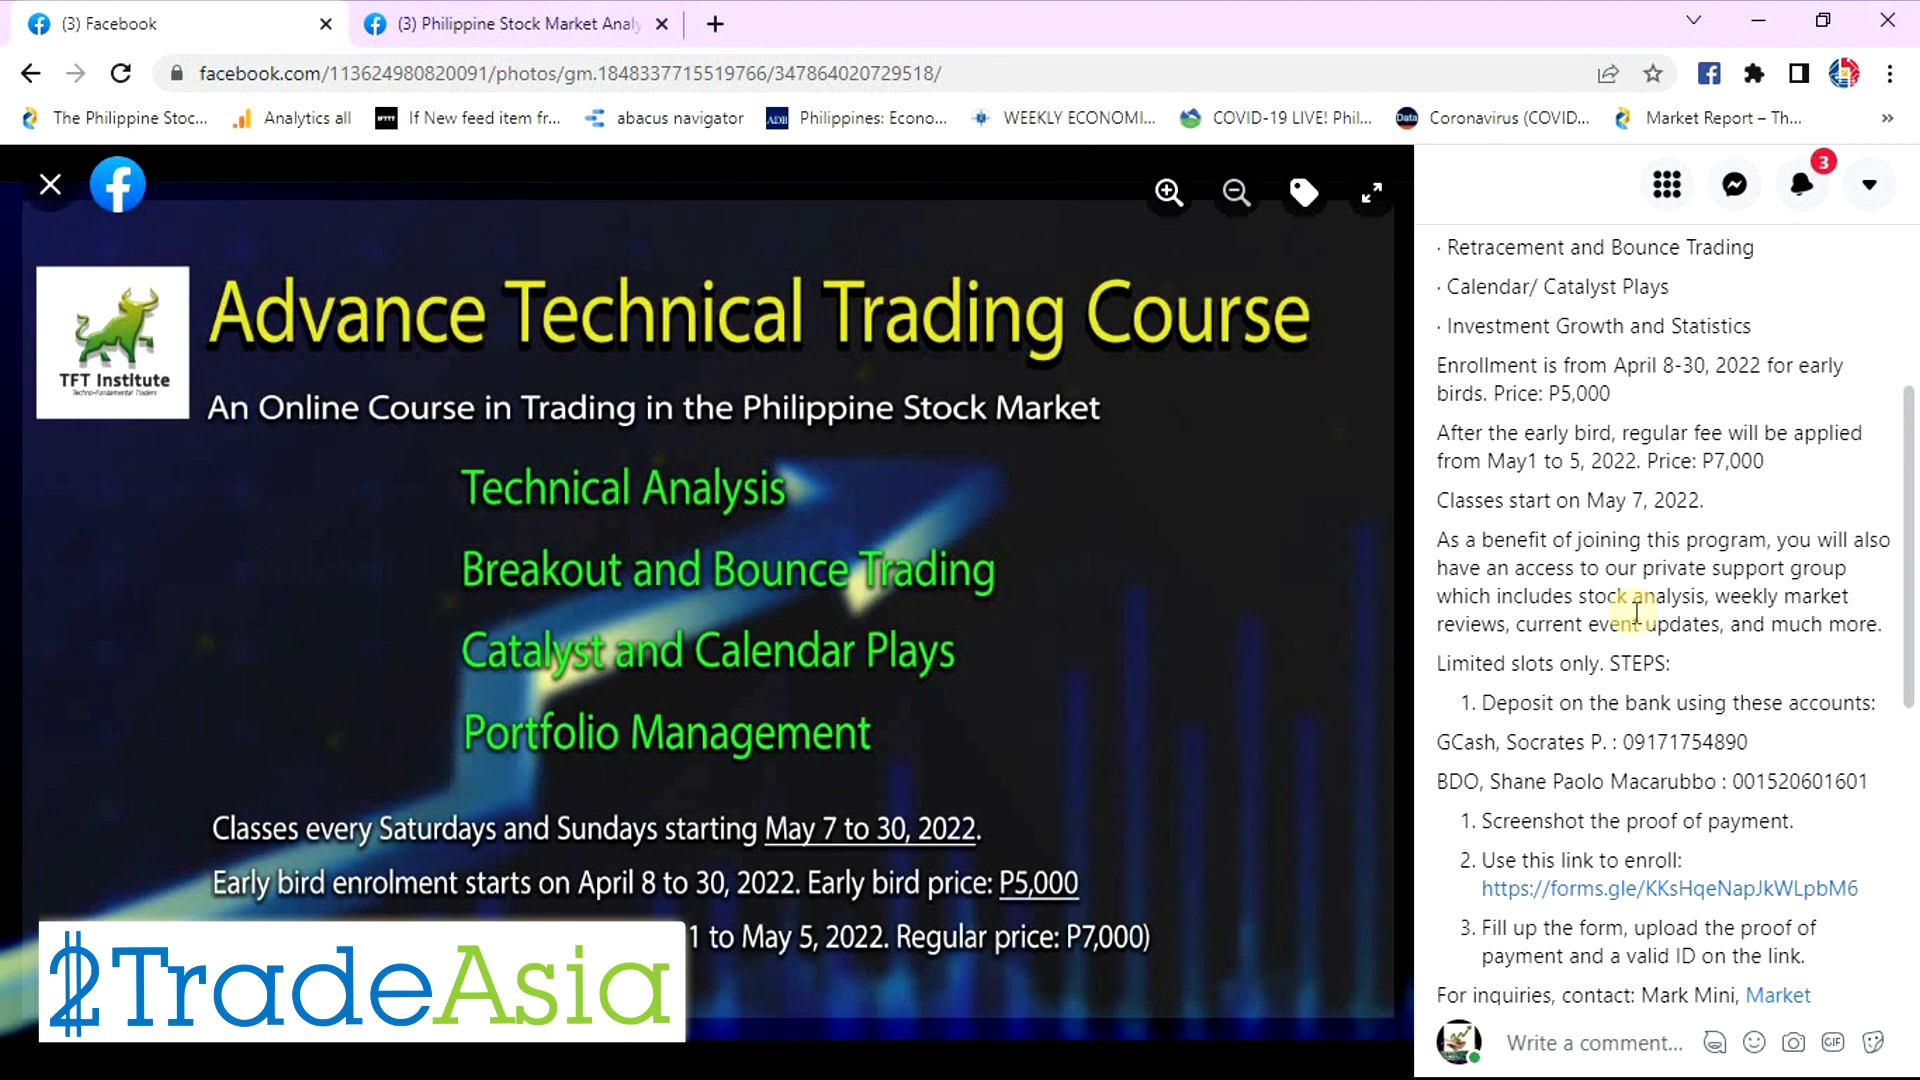 (3) Facebook
(3) Philippine Stock Market Anal
facebook.com/113624980820091/photos/gm.1848337715519766/347864020729518/
The Philippine Stoc...
Analytics all
IFTTT
If New feed item fr...
abacus navigator
ADB
Philippines: Econo...
WEEKLY ECONOMI...
COVID-19 LIVE! Phil...
Data
Coronavirus (COVID...
Market Report – Th...
»
3
TFT Institute
Techno-Fundamental Traders
Advance Technical Trading Course
An Online Course in Trading in the Philippine Stock Market
Technical Analysis
Breakout and Bounce Trading
Catalyst and Calendar Plays
Portfolio Management
Classes every Saturdays and Sundays starting May 7 to 30, 2022.
Early bird enrolment starts on April 8 to 30, 2022. Early bird price: P5,000
1 to May 5, 2022. Regular price: P7,000)
2TradeAsia
· Retracement and Bounce Trading
· Calendar/ Catalyst Plays
· Investment Growth and Statistics
Enrollment is from April 8-30, 2022 for early
birds. Price: P5,000
After the early bird, regular fee will be applied
from May1 to 5, 2022. Price: P7,000
Classes start on May 7, 2022.
As a benefit of joining this program, you will also
have an access to our private support group
which includes stock analysis, weekly market
reviews, current event updates, and much more.
Limited slots only. STEPS:
1. Deposit on the bank using these accounts:
GCash, Socrates P. : 09171754890
BDO, Shane Paolo Macarubbo : 001520601601
1. Screenshot the proof of payment.
2. Use this link to enroll:
https://forms.gle/KKsHqeNapJkWLpbM6
3. Fill up the form, upload the proof of
payment and a valid ID on the link.
For inquiries, contact: Mark Mini, Market
Write a comment...
GIF